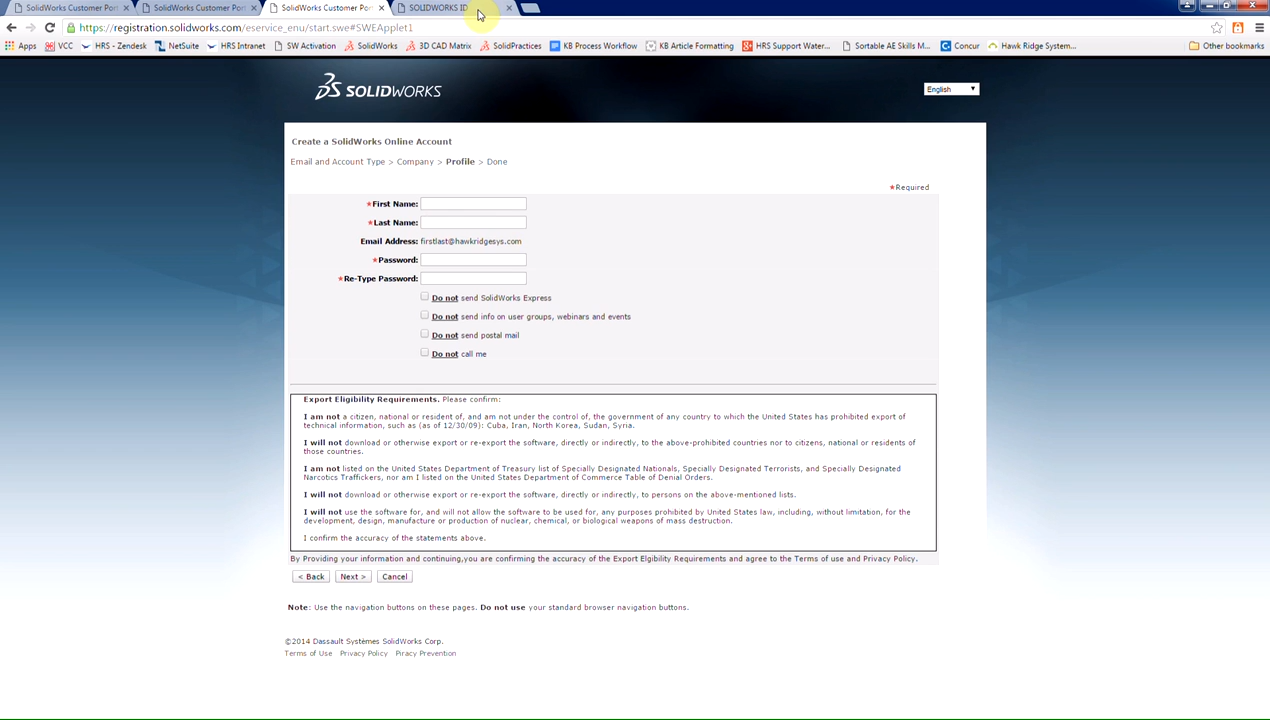 SolidWorks Customer Por × SolidWorks Customer Por × SolidWorks Customer Por × SOLIDWORKS ID ×
https://registration.solidworks.com/eservice_enu/start.swe#SWEApplet1
Apps VCC HRS - Zendesk NetSuite HRS Intranet SW Activation SolidWorks 3D CAD Matrix SolidPractices KB Process Workflow KB Article Formatting HRS Support Water... Sortable AE Skills M... Concur Hawk Ridge System... Other bookmarks
SOLIDWORKS
English
Create a SolidWorks Online Account
Email and Account Type > Company > Profile > Done
*Required
*First Name:
*Last Name:
Email Address: firstlast@hawkridgesys.com
*Password:
*Re-Type Password:
Do not send SolidWorks Express
Do not send info on user groups, webinars and events
Do not send postal mail
Do not call me
Export Eligibility Requirements. Please confirm:
I am not a citizen, national or resident of, and am not under the control of, the government of any country to which the United States has prohibited export of
technical information, such as (as of 12/30/09): Cuba, Iran, North Korea, Sudan, Syria.
I will not download or otherwise export or re-export the software, directly or indirectly, to the above-prohibited countries nor to citizens, national or residents of
those countries.
I am not listed on the United States Department of Treasury list of Specially Designated Nationals, Specially Designated Terrorists, and Specially Designated
Narcotics Traffickers, nor am I listed on the United States Department of Commerce Table of Denial Orders.
I will not download or otherwise export or re-export the software, directly or indirectly, to persons on the above-mentioned lists.
I will not use the software for, and will not allow the software to be used for, any purposes prohibited by United States law, including, without limitation, for the
development, design, manufacture or production of nuclear, chemical, or biological weapons of mass destruction.
I confirm the accuracy of the statements above.
By Providing your information and continuing,you are confirming the accuracy of the Export Egibility Requirements and agree to the Terms of use and Privacy Policy.
< Back Next > Cancel
Note: Use the navigation buttons on these pages. Do not use your standard browser navigation buttons.
©2014 Dassault Systèmes SolidWorks Corp.
Terms of Use Privacy Policy Piracy Prevention